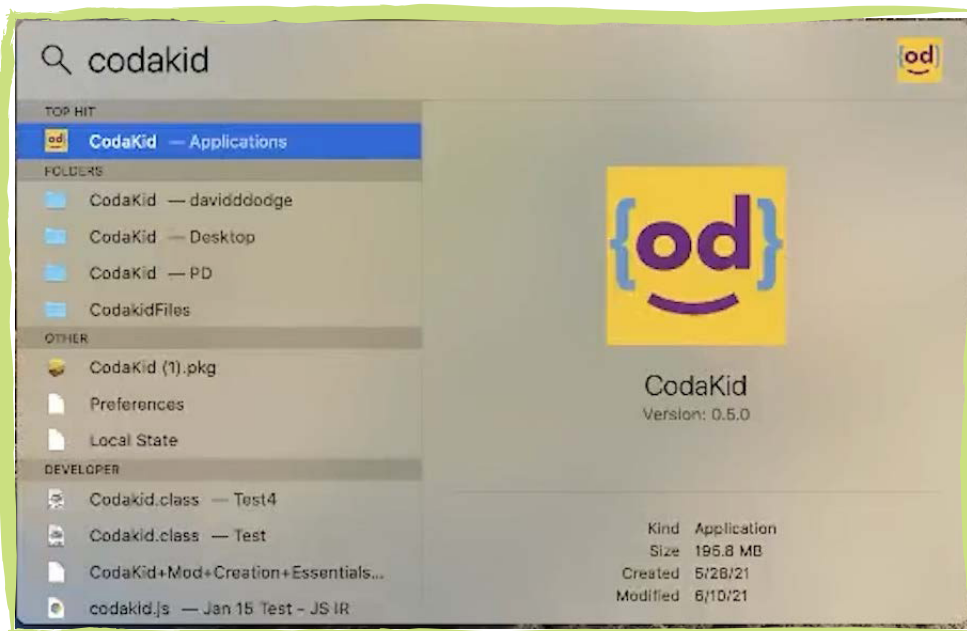 codakid
{od}
TOP HIT
od
CodaKid — Applications
FOLDERS
CodaKid — davidddodge
CodaKid — Desktop
CodaKid — PD
CodakidFiles
OTHER
CodaKid (1).pkg
Preferences
Local State
DEVELOPER
Codakid.class — Test4
Codakid.class — Test
CodaKid+Mod+Creation+Essentials...
codakid.js — Jan 15 Test - JS IR
{od}
CodaKid
Version: 0.5.0
Kind Application
Size 195.8 MB
Created 5/28/21
Modified 6/10/21